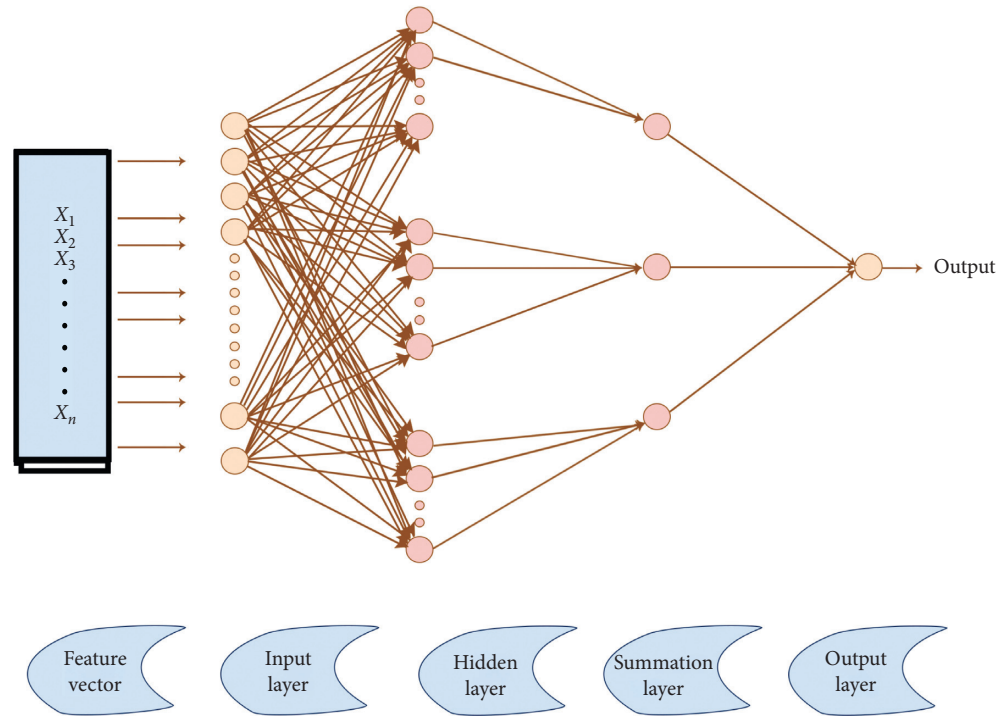 X₁
X₂
X₃
Xₙ
Output
Feature
vector
Input
layer
Hidden
layer
Summation
layer
Output
layer